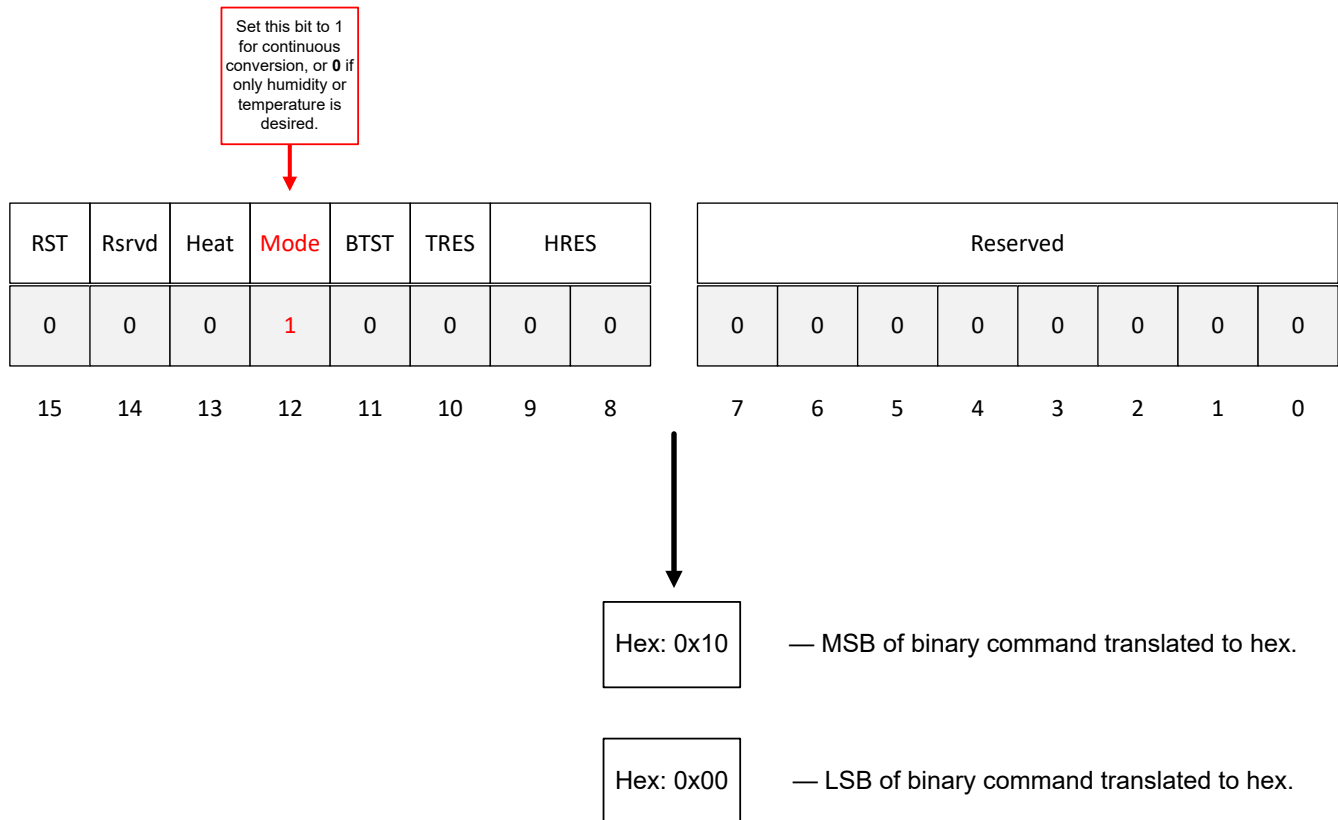 Set this bit to 1
for continuous
conversion, or 0 if
only humidity or
temperature is
desired.
RST Rsrvd Heat Mode BTST TRES HRES Reserved
0 0 0 1 0 0 0 0 0 0 0 0 0 0 0 0
15 14 13 12 11 10 9 8 7 6 5 4 3 2 1 0
Hex: 0x10 — MSB of binary command translated to hex.
Hex: 0x00 — LSB of binary command translated to hex.